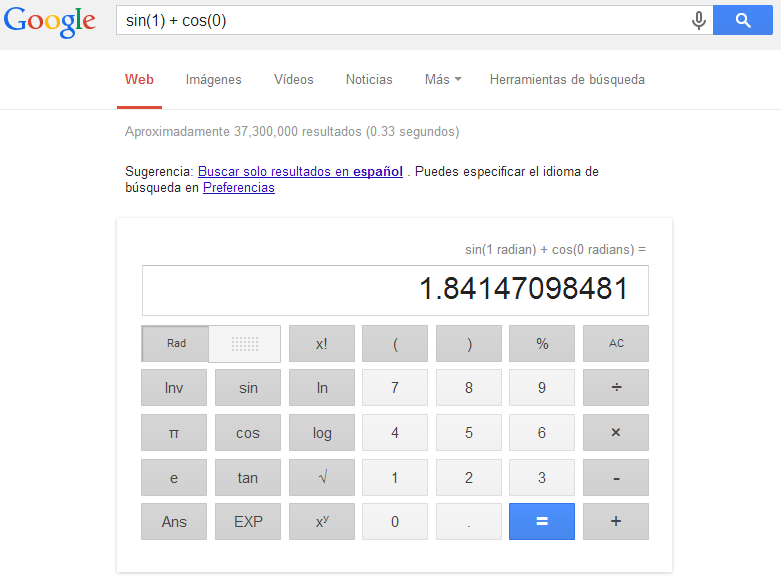 Google sin(1) + cos(0)
Web Imágenes Vídeos Noticias Más Herramientas de búsqueda
Aproximadamente 37,300,000 resultados (0.33 segundos)
Sugerencia: Buscar solo resultados en español . Puedes especificar el idioma de
búsqueda en Preferencias
sin(1 radian) + cos(0 radians) =
1.84147098481
Rad x! ( ) % AC
Inv sin ln 7 8 9 ÷
π cos log 4 5 6 ×
e tan √ 1 2 3 -
Ans EXP xʸ 0 . = +